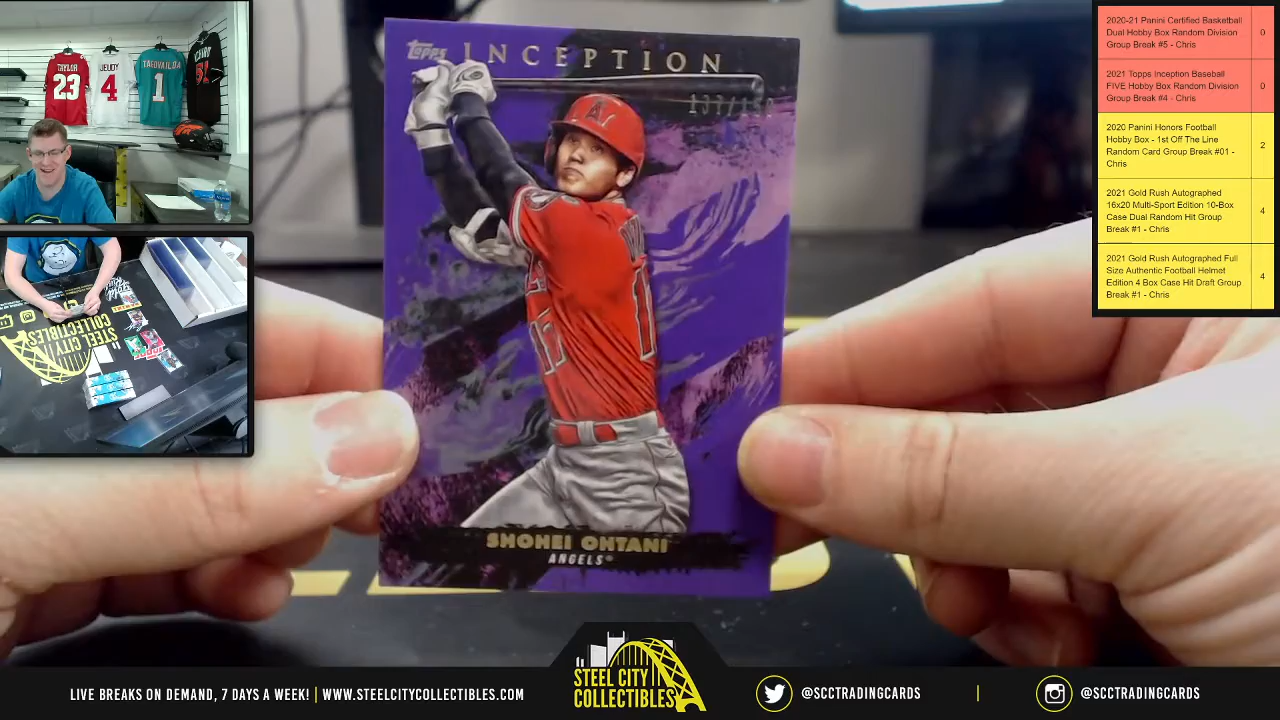 TAYLOR
23
JEUDY
4
TAGOVAILOA
1
STEEL CITY
COLLECTIBLES
Topps INCEPTION
137/150
SHOHEI OHTANI
ANGELS®
2020-21 Panini Certified Basketball
Dual Hobby Box Random Division
Group Break #5 - Chris
0
2021 Topps Inception Baseball
FIVE Hobby Box Random Division
Group Break #4 - Chris
0
2020 Panini Honors Football
Hobby Box - 1st Off The Line
Random Card Group Break #01 -
Chris
2
2021 Gold Rush Autographed
16x20 Multi-Sport Edition 10-Box
Case Dual Random Hit Group
Break #1 - Chris
4
2021 Gold Rush Autographed Full
Size Authentic Football Helmet
Edition 4 Box Case Hit Draft Group
Break #1 - Chris
4
LIVE BREAKS ON DEMAND, 7 DAYS A WEEK! | WWW.STEELCITYCOLLECTIBLES.COM
STEEL CITY
COLLECTIBLES
@SCCTRADINGCARDS
@SCCTRADINGCARDS